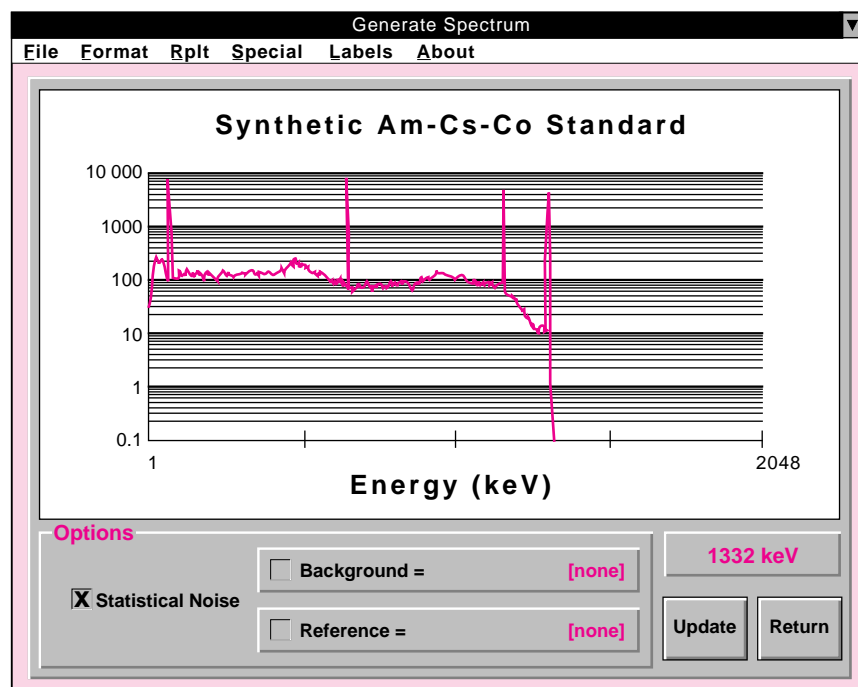 Generate Spectrum
File Format Rplt Special Labels About
Synthetic Am-Cs-Co Standard
10 000
1000
100
10
1
0.1
1 2048
Energy (keV)
Options
X Statistical Noise
Background = [none]
Reference = [none]
1332 keV
Update Return